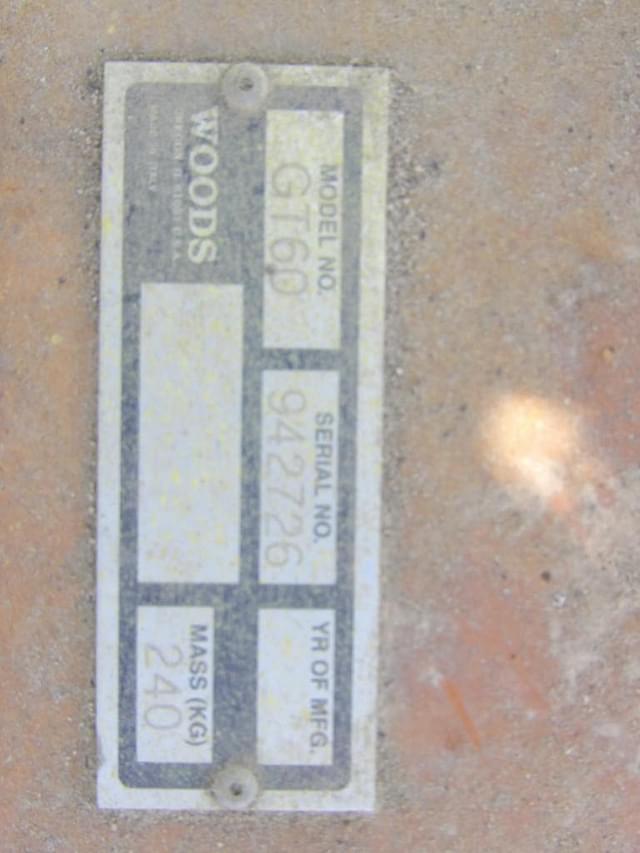 MODEL NO.
GT60
SERIAL NO.
942726
YR OF MFG.
WOODS
MASS (KG)
240